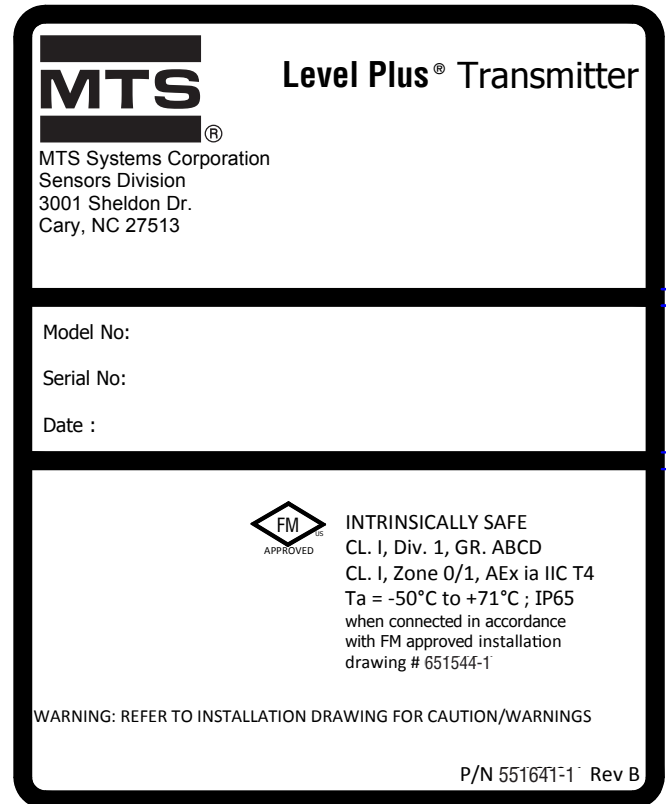 MTS ®
Level Plus ® Transmitter
MTS Systems Corporation
Sensors Division
3001 Sheldon Dr.
Cary, NC 27513
Model No:
Serial No:
Date :
FM US
APPROVED
INTRINSICALLY SAFE
CL. I, Div. 1, GR. ABCD
CL. I, Zone 0/1, AEx ia IIC T4
Ta = -50°C to +71°C ; IP65
when connected in accordance
with FM approved installation
drawing # 651544-1
WARNING: REFER TO INSTALLATION DRAWING FOR CAUTION/WARNINGS
P/N 551641-1 Rev B